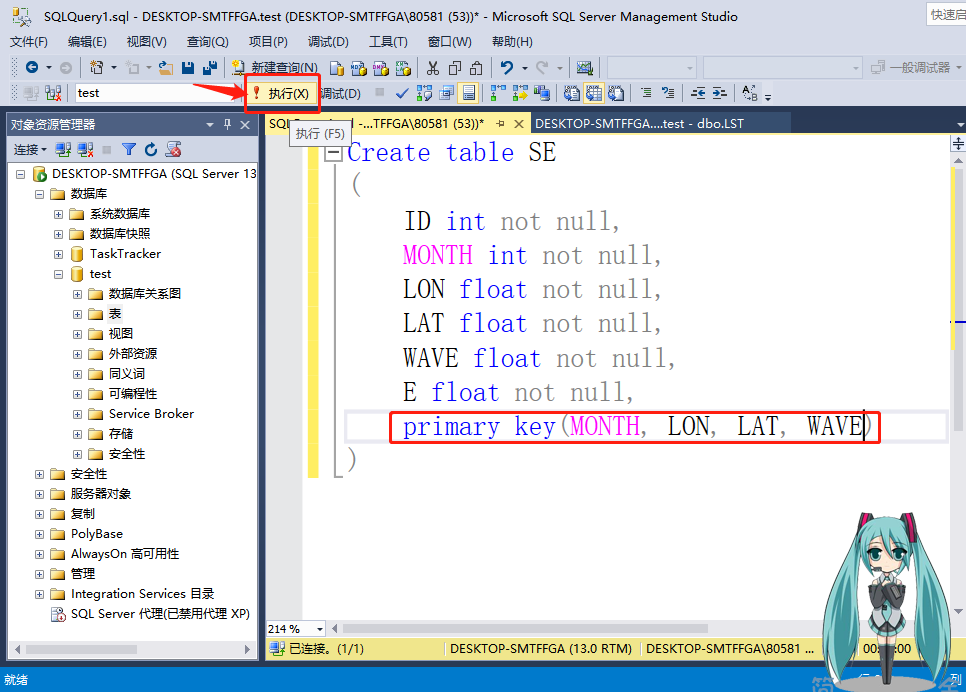 SQLQuery1.sql - DESKTOP-SMTFFGA.test (DESKTOP-SMTFFGA\80581 (53))* - Microsoft SQL Server Management Studio
快速启
文件(F) 编辑(E) 视图(V) 查询(Q) 项目(P) 调试(D) 工具(T) 窗口(W) 帮助(H)
新建查询(N) 一般调试器
test 执行(X) 调试(D)
对象资源管理器
SQL ...TFFGA\80581 (53))* DESKTOP-SMTFFGA....test - dbo.LST
执行 (F5)
连接
DESKTOP-SMTFFGA (SQL Server 13
数据库
系统数据库
数据库快照
TaskTracker
test
数据库关系图
表
视图
外部资源
同义词
可编程性
Service Broker
存储
安全性
安全性
服务器对象
复制
PolyBase
AlwaysOn 高可用性
管理
Integration Services 目录
SQL Server 代理(已禁用代理 XP)
Create table SE
(
ID int not null,
MONTH int not null,
LON float not null,
LAT float not null,
WAVE float not null,
E float not null,
primary key(MONTH, LON, LAT, WAVE)
)
214 %
已连接。(1/1) DESKTOP-SMTFFGA (13.0 RTM) DESKTOP-SMTFFGA\80581 ...
就绪 列